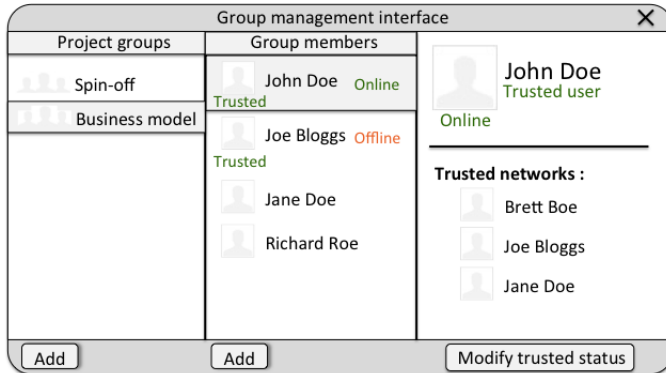 Group management interface
Project groups
Group members
Spin-off
Business model
John Doe Online
Trusted
Joe Bloggs Offline
Trusted
Jane Doe
Richard Roe
John Doe
Trusted user
Online
Trusted networks :
Brett Boe
Joe Bloggs
Jane Doe
Add
Add
Modify trusted status